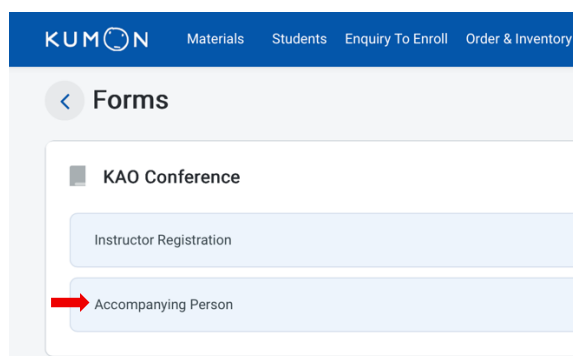 KUMON Materials Students Enquiry To Enroll Order & Inventory
Forms
KAO Conference
Instructor Registration
Accompanying Person